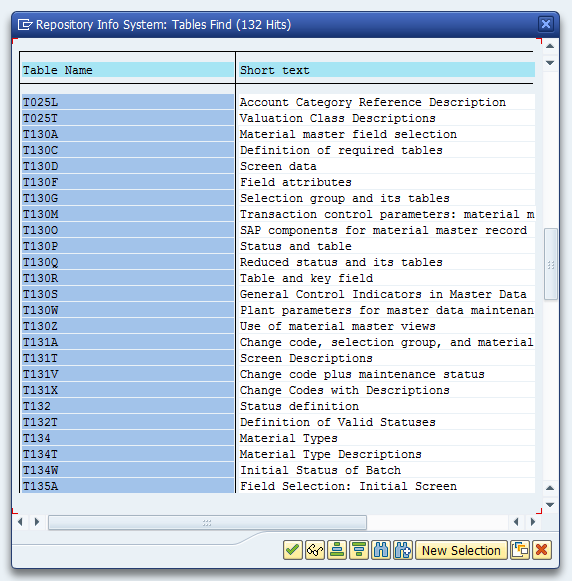 Repository Info System: Tables Find (132 Hits)
Table Name Short text
T025L Account Category Reference Description
T025T Valuation Class Descriptions
T130A Material master field selection
T130C Definition of required tables
T130D Screen data
T130F Field attributes
T130G Selection group and its tables
T130M Transaction control parameters: material m
T130O SAP components for material master record
T130P Status and table
T130Q Reduced status and its tables
T130R Table and key field
T130S General Control Indicators in Master Data
T130W Plant parameters for master data maintenan
T130Z Use of material master views
T131A Change code, selection group, and material
T131T Screen Descriptions
T131V Change code plus maintenance status
T131X Change Codes with Descriptions
T132 Status definition
T132T Definition of Valid Statuses
T134 Material Types
T134T Material Type Descriptions
T134W Initial Status of Batch
T135A Field Selection: Initial Screen
New Selection